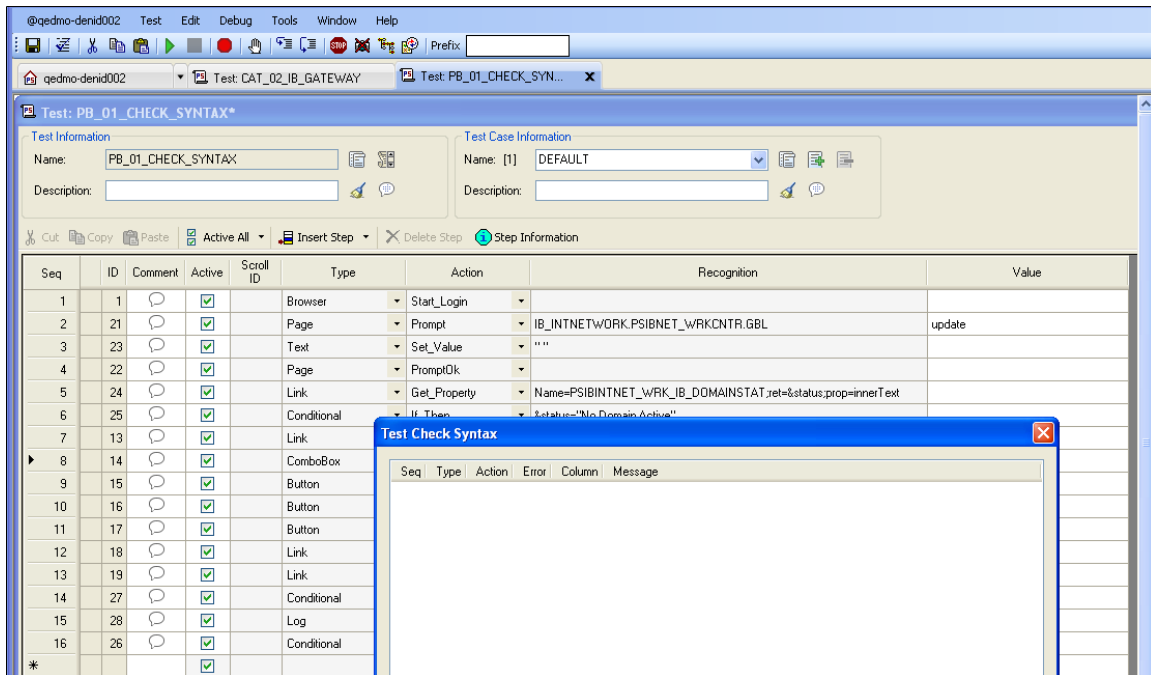 @qedmo-denid002 Test Edit Debug Tools Window Help
STOP Prefix
PS qedmo-denid002 PS Test: CAT_02_IB_GATEWAY PS Test: PB_01_CHECK_SYN... X
PS Test: PB_01_CHECK_SYNTAX*
Test Information Test Case Information
Name: PB_01_CHECK_SYNTAX Name: [1] DEFAULT
Description: Description:
Cut Copy Paste Active All Insert Step Delete Step Step Information
Seq ID Comment Active Scroll ID Type Action Recognition Value
1 1 Browser Start_Login
2 21 Page Prompt IB_INTNETWORK.PSIBNET_WRKCNTR.GBL update
3 23 Text Set_Value " "
4 22 Page PromptOk
5 24 Link Get_Property Name=PSIBINTNET_WRK_IB_DOMAINSTAT;ret=&status;prop=innerText
6 25 Conditional If_Then &status="No Domain Active"
7 13 Link
8 14 ComboBox
9 15 Button
10 16 Button
11 17 Button
12 18 Link
13 19 Link
14 27 Conditional
15 28 Log
16 26 Conditional
*
Test Check Syntax
Seq Type Action Error Column Message